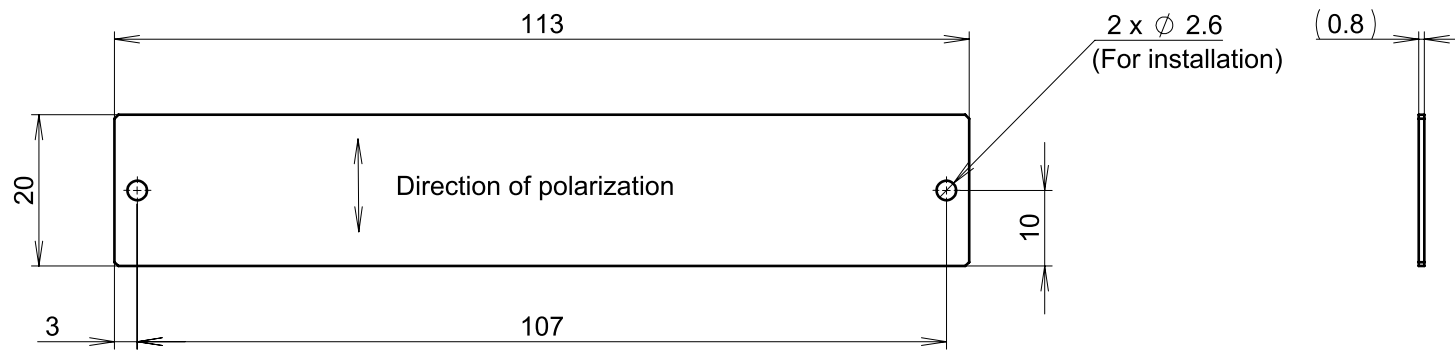 113
2 x ⌀ 2.6
(For installation)
(0.8)
20
Direction of polarization
10
3
107